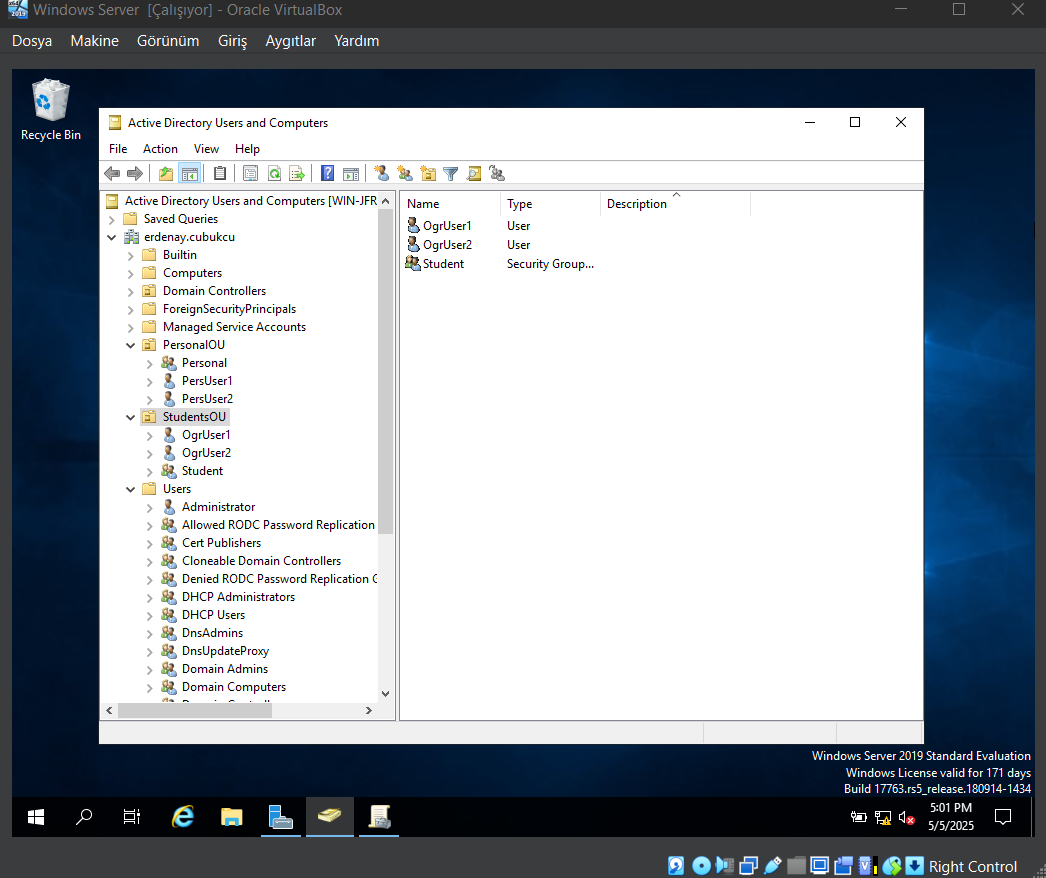 Windows Server [Çalışıyor] - Oracle VirtualBox
Dosya Makine Görünüm Giriş Aygıtlar Yardım
Recycle Bin
Active Directory Users and Computers
File Action View Help
Active Directory Users and Computers [WIN-JFR
Saved Queries
erdenay.cubukcu
Builtin
Computers
Domain Controllers
ForeignSecurityPrincipals
Managed Service Accounts
PersonalOU
Personal
PersUser1
PersUser2
StudentsOU
OgrUser1
OgrUser2
Student
Users
Administrator
Allowed RODC Password Replication
Cert Publishers
Cloneable Domain Controllers
Denied RODC Password Replication G
DHCP Administrators
DHCP Users
DnsAdmins
DnsUpdateProxy
Domain Admins
Domain Computers
Name Type Description
OgrUser1 User
OgrUser2 User
Student Security Group...
Windows Server 2019 Standard Evaluation
Windows License valid for 171 days
Build 17763.rs5_release.180914-1434
5:01 PM
5/5/2025
Right Control